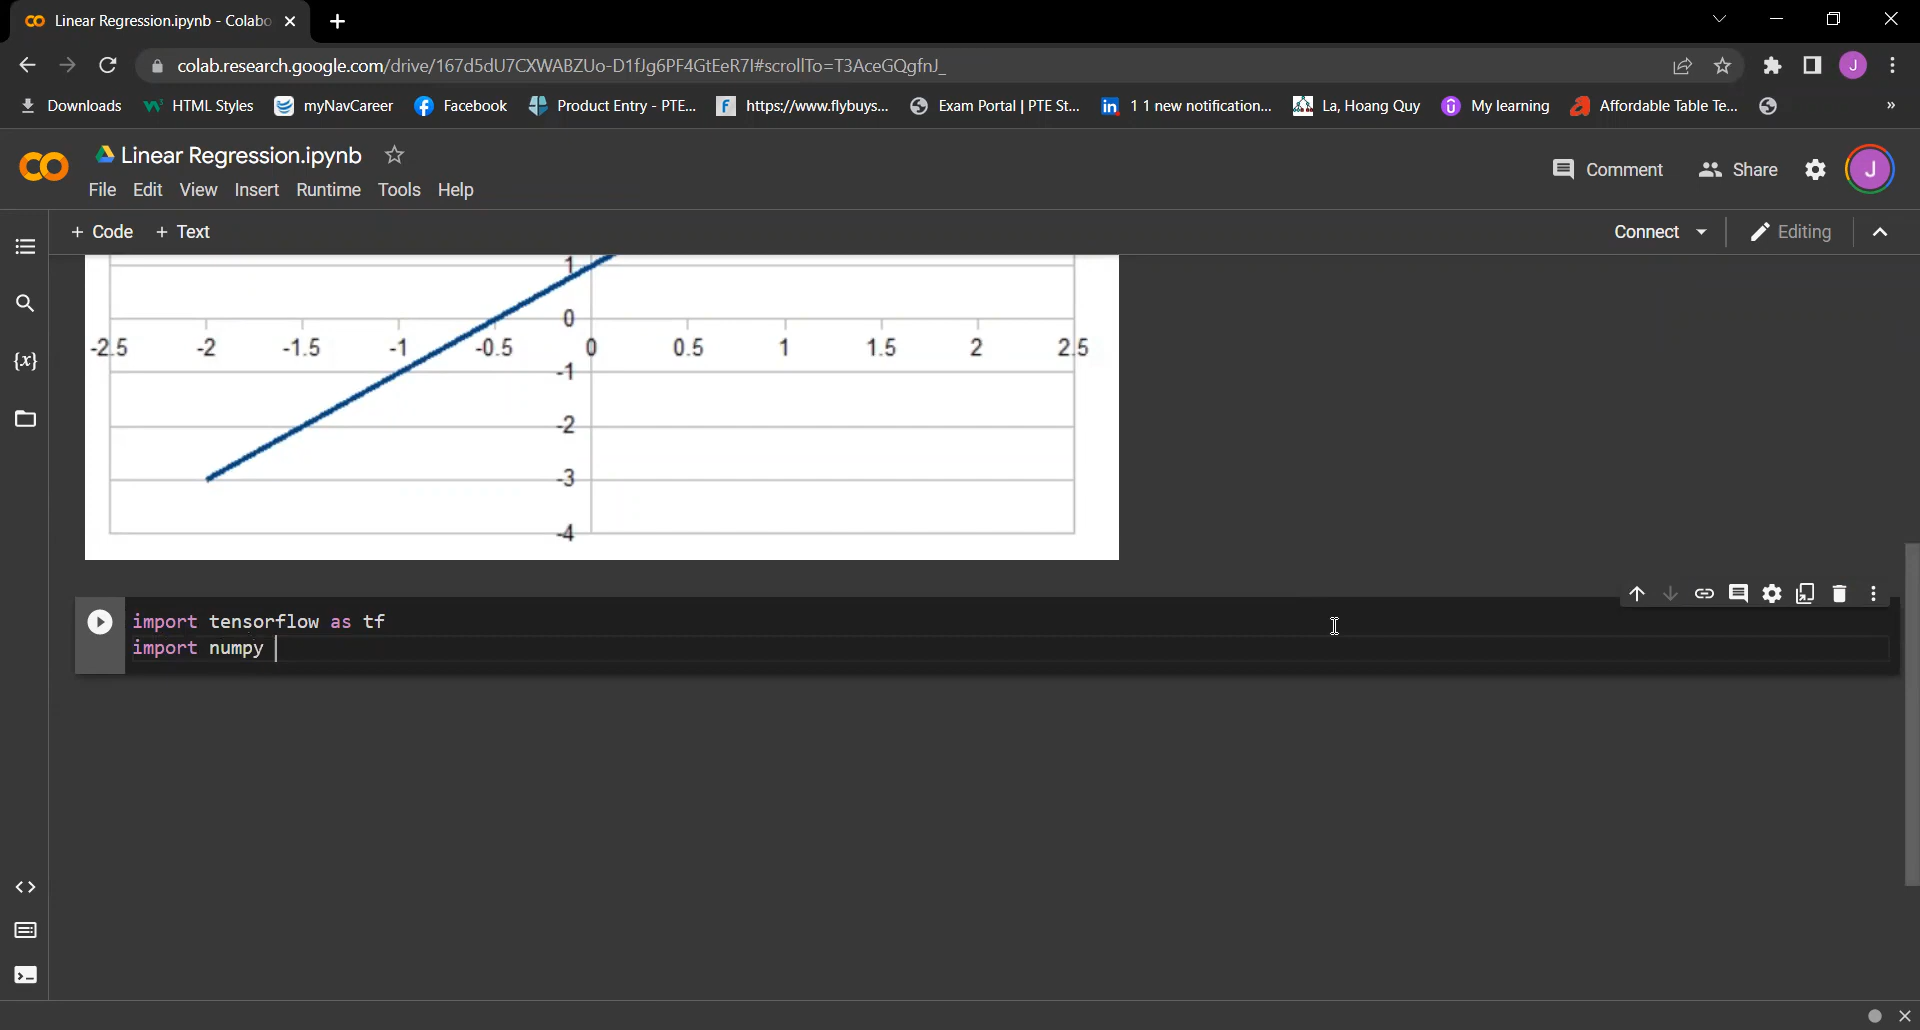 Linear Regression.ipynb - Colabo
colab.research.google.com/drive/167d5dU7CXWABZUo-D1fJg6PF4GtEeR7I#scrollTo=T3AceGQgfnJ_
J
Downloads
HTML Styles
myNavCareer
Facebook
Product Entry - PTE...
https://www.flybuys...
Exam Portal | PTE St...
1 1 new notification...
La, Hoang Quy
My learning
Affordable Table Te...
»
Linear Regression.ipynb
File Edit View Insert Runtime Tools Help
Comment
Share
J
+ Code + Text
Connect
Editing
1
0
-2.5 -2 -1.5 -1 -0.5 0 0.5 1 1.5 2 2.5
-1
-2
-3
-4
import tensorflow as tf
import numpy